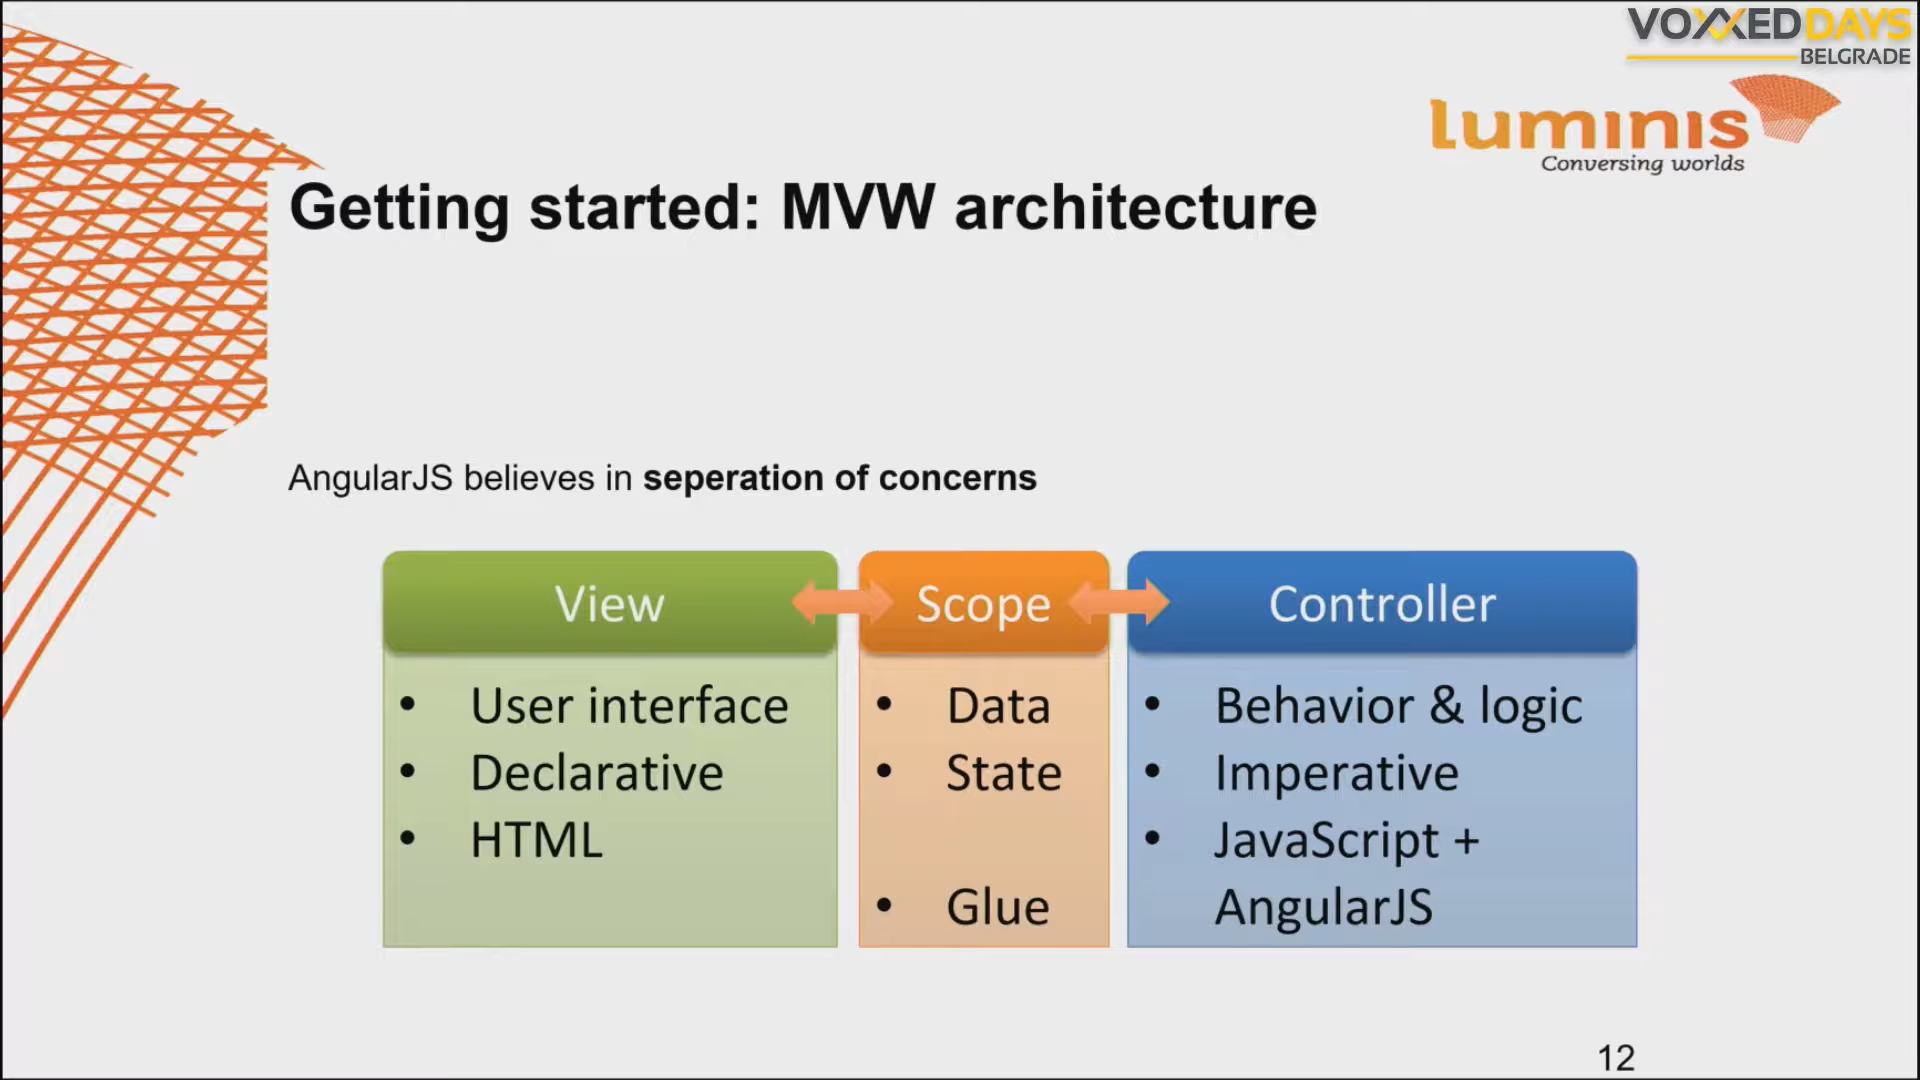 VOXXED DAYS
BELGRADE
luminis
Conversing worlds
Getting started: MVW architecture
AngularJS believes in seperation of concerns
View
• User interface
• Declarative
• HTML
Scope
• Data
• State
• Glue
Controller
• Behavior & logic
• Imperative
• JavaScript +
AngularJS
12